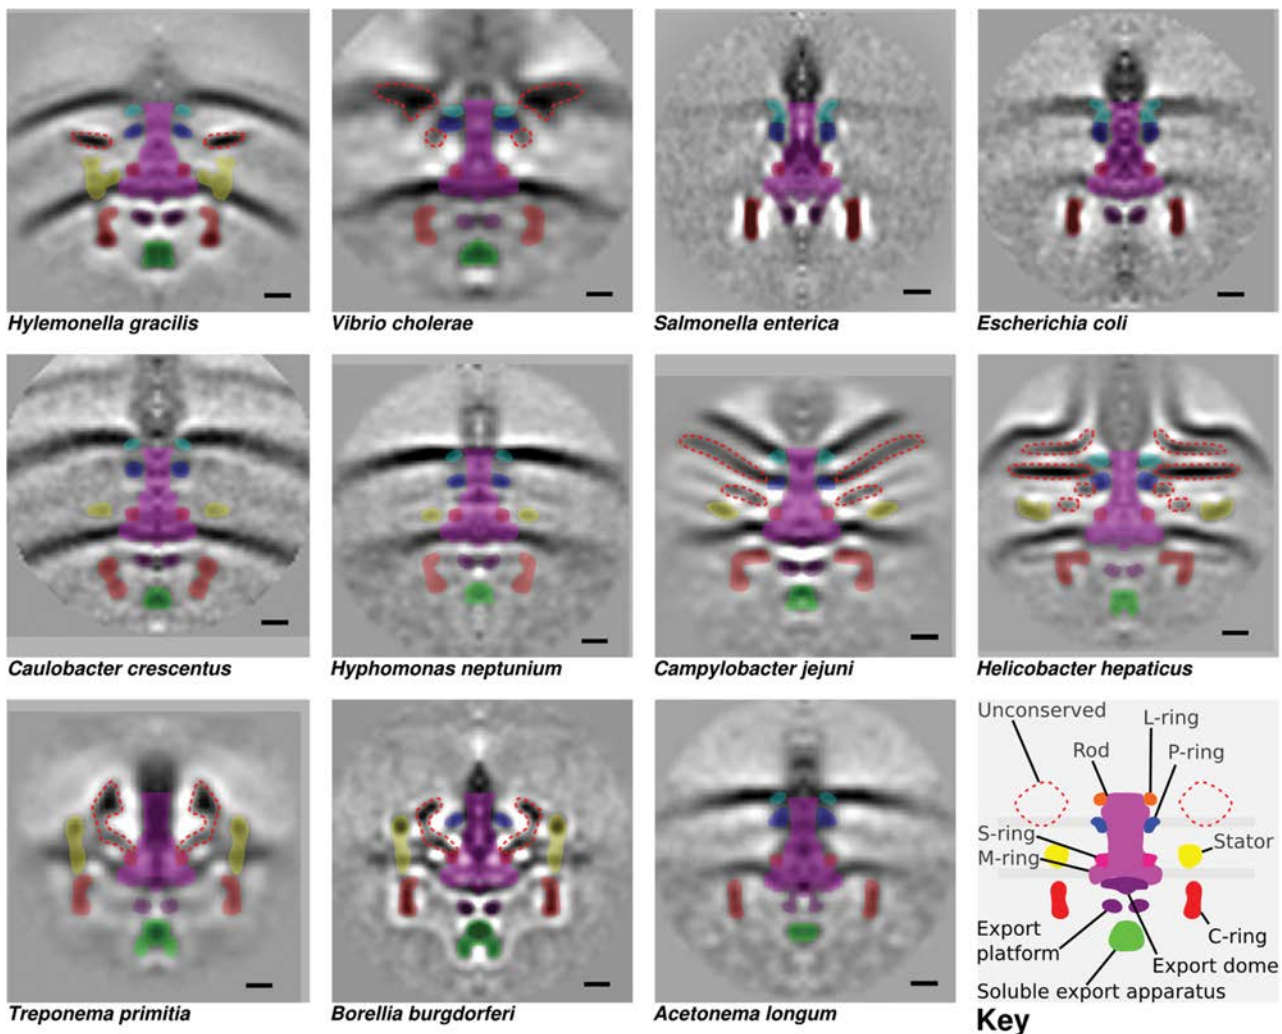 Hylemonella gracilis
Vibrio cholerae
Salmonella enterica
Escherichia coli
Caulobacter crescentus
Hyphomonas neptunium
Campylobacter jejuni
Helicobacter hepaticus
Treponema primitia
Borellia burgdorferi
Acetonema longum
Unconserved
L-ring
Rod
P-ring
S-ring
M-ring
Stator
Export
platform
C-ring
Export dome
Soluble export apparatus
Key